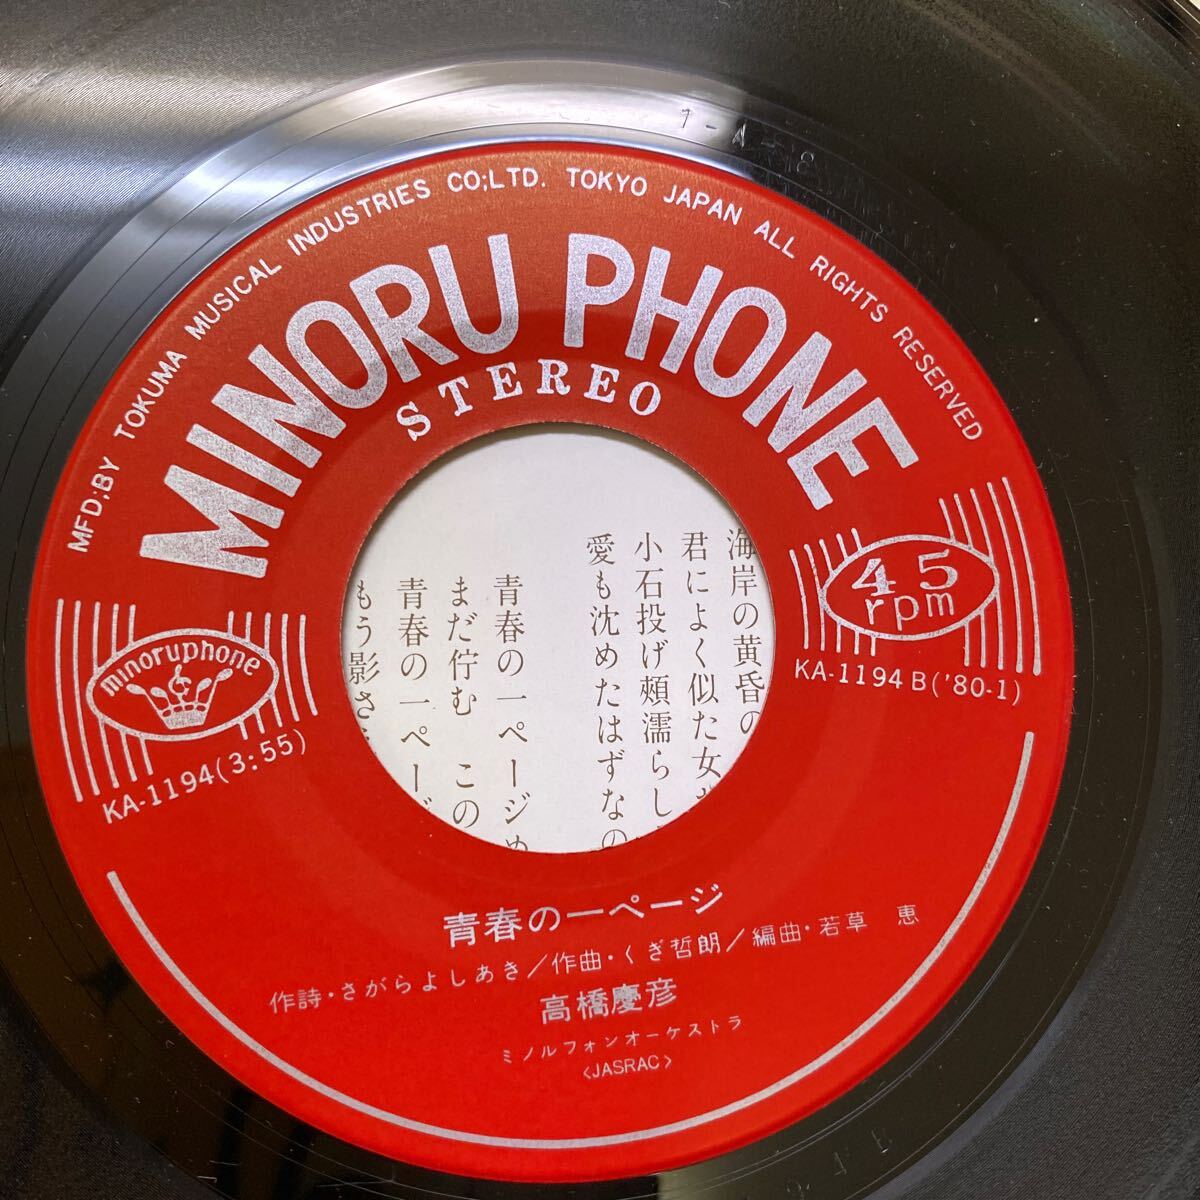 1-A-8
MFD;BY TOKUMA MUSICAL INDUSTRIES CO;LTD. TOKYO JAPAN ALL RIGHTS RESERVED
MINORU PHONE
STEREO
minoruphone
KA-1194(3:55)
45
rpm
KA-1194B('80-1)
海岸の黄昏の
君によく似た女
小石投げ頬濡らし
愛も沈めたはずなの
青春の一ページ
まだ佇む この
青春の一ペー
もう影さ
青春の一ページ
作詩・さがらよしあき/作曲・くぎ哲朗/編曲・若草 恵
高橋慶彦
ミノルフォンオーケストラ
〈JASRAC〉